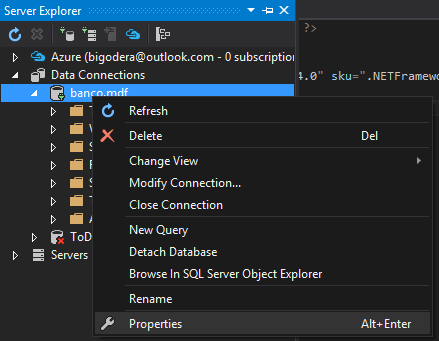 Server Explorer
?>
Azure (bigodera@outlook.com - 0 subscription
Data Connections
4.0" sku=".NETFramewo
banco.mdf
Refresh
Delete Del
Change View
Modify Connection...
Close Connection
New Query
Detach Database
ToD
Browse In SQL Server Object Explorer
Servers
Rename
Properties Alt+Enter